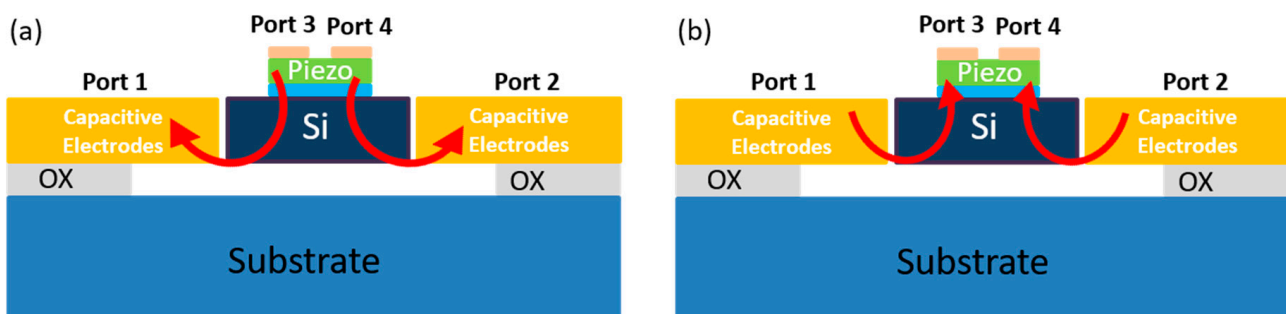 (a)
Port 3 Port 4
Piezo
Port 1
Port 2
Capacitive
Electrodes
Si
Capacitive
Electrodes
OX
OX
Substrate
(b)
Port 3 Port 4
Piezo
Port 1
Port 2
Capacitive
Electrodes
Si
Capacitive
Electrodes
OX
OX
Substrate